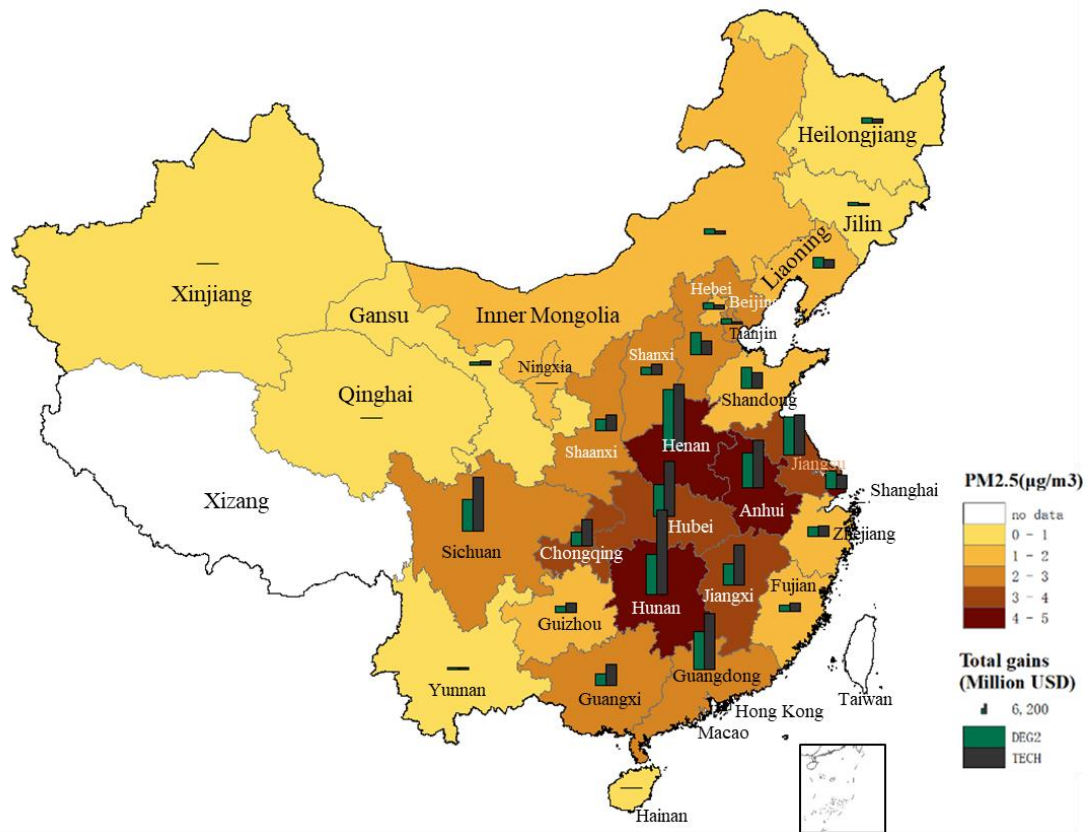 Heilongjiang
Jilin
Liaoning
Xinjiang
Gansu
Inner Mongolia
Hebei
Beijing
Tianjin
Ningxia
Shanxi
Qinghai
Shandong
Shaanxi
Henan
Jiangsu
Xizang
Anhui
Shanghai
Sichuan
Chongqing
Hubei
Zhejiang
Hunan
Jiangxi
Fujian
Guizhou
Yunnan
Guangxi
Guangdong
Taiwan
Hong Kong
Macao
Hainan
PM2.5(μg/m3)
no data
0 - 1
1 - 2
2 - 3
3 - 4
4 - 5
Total gains
(Million USD)
6,200
DEG2
TECH